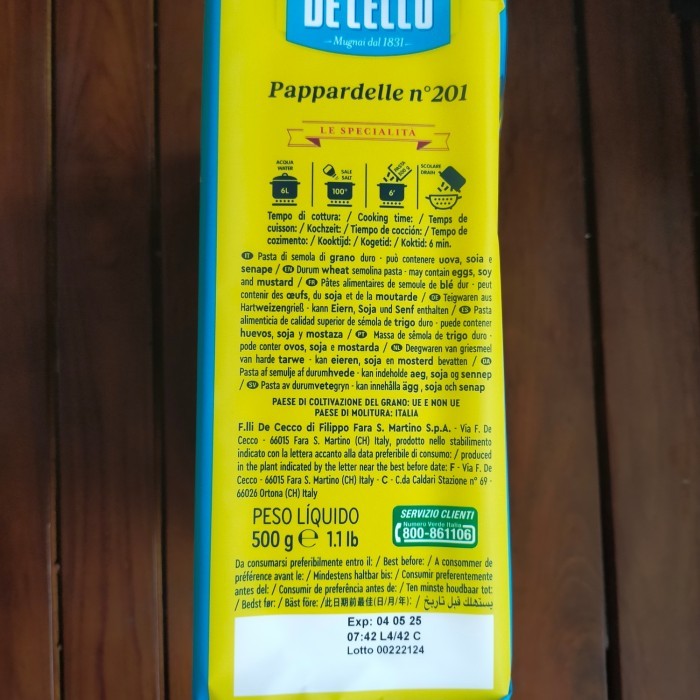 DE CECCO
Mugnai dal 1831
Pappardelle n°201
LE SPECIALITÀ
ACQUA
WATER
6L
SALE
SALT
100°
PASTA
500 g
6'
SCOLARE
DRAIN
Tempo di cottura: / Cooking time: / Temps de
cuisson: / Kochzeit: / Tiempo de cocción: / Tempo de
cozimento: / Kooktijd: / Kogetid: / Koktid: 6 min.
IT Pasta di semola di grano duro - può contenere uova, soia e
senape / EN Durum wheat semolina pasta - may contain eggs, soy
and mustard / FR Pâtes alimentaires de semoule de blé dur - peut
contenir des œufs, du soja et de la moutarde / DE Teigwaren aus
Hartweizengrieß - kann Eiern, Soja und Senf enthalten / ES Pasta
alimenticia de calidad superior de sémola de trigo duro - puede contener
huevos, soja y mostaza / PT Massa de sêmola de trigo duro -
pode conter ovos, soja e mostarda / NL Deegwaren van griesmeel
van harde tarwe - kan eieren, soja en mosterd bevatten / DA
Pasta af semulje af durumhvede - kan indeholde aeg, soja og sennep
/ SV Pasta av durumvetegryn - kan innehålla ägg , soja och senap
PAESE DI COLTIVAZIONE DEL GRANO: UE E NON UE
PAESE DI MOLITURA: ITALIA
F.lli De Cecco di Filippo Fara S. Martino S.p.A. - Via F. De
Cecco - 66015 Fara S. Martino (CH) Italy, prodotto nello stabilimento
indicato con la lettera accanto alla data preferibile di consumo: / produced
in the plant indicated by the letter near the best before date: F - Via F. De
Cecco - 66015 Fara S. Martino (CH) Italy - C - C.da Caldari Stazione n° 69 -
66026 Ortona (CH) Italy
PESO LÍQUIDO
500 g ℮ 1.1 lb
SERVIZIO CLIENTI
Numero Verde Italia
800-861106
Da consumarsi preferibilmente entro il: / Best before: / A consommer de
préférence avant le: / Mindestens haltbar bis: / Consumir preferentemente
antes del: / Consumir de preferência antes de: / Ten minste houdbaar tot:
/ Bedst før: / Bäst före: /此日期前最佳(日/月/年): / يستهلك قبل تاريخ
Exp: 04 05 25
07:42 L4/42 C
Lotto 00222124